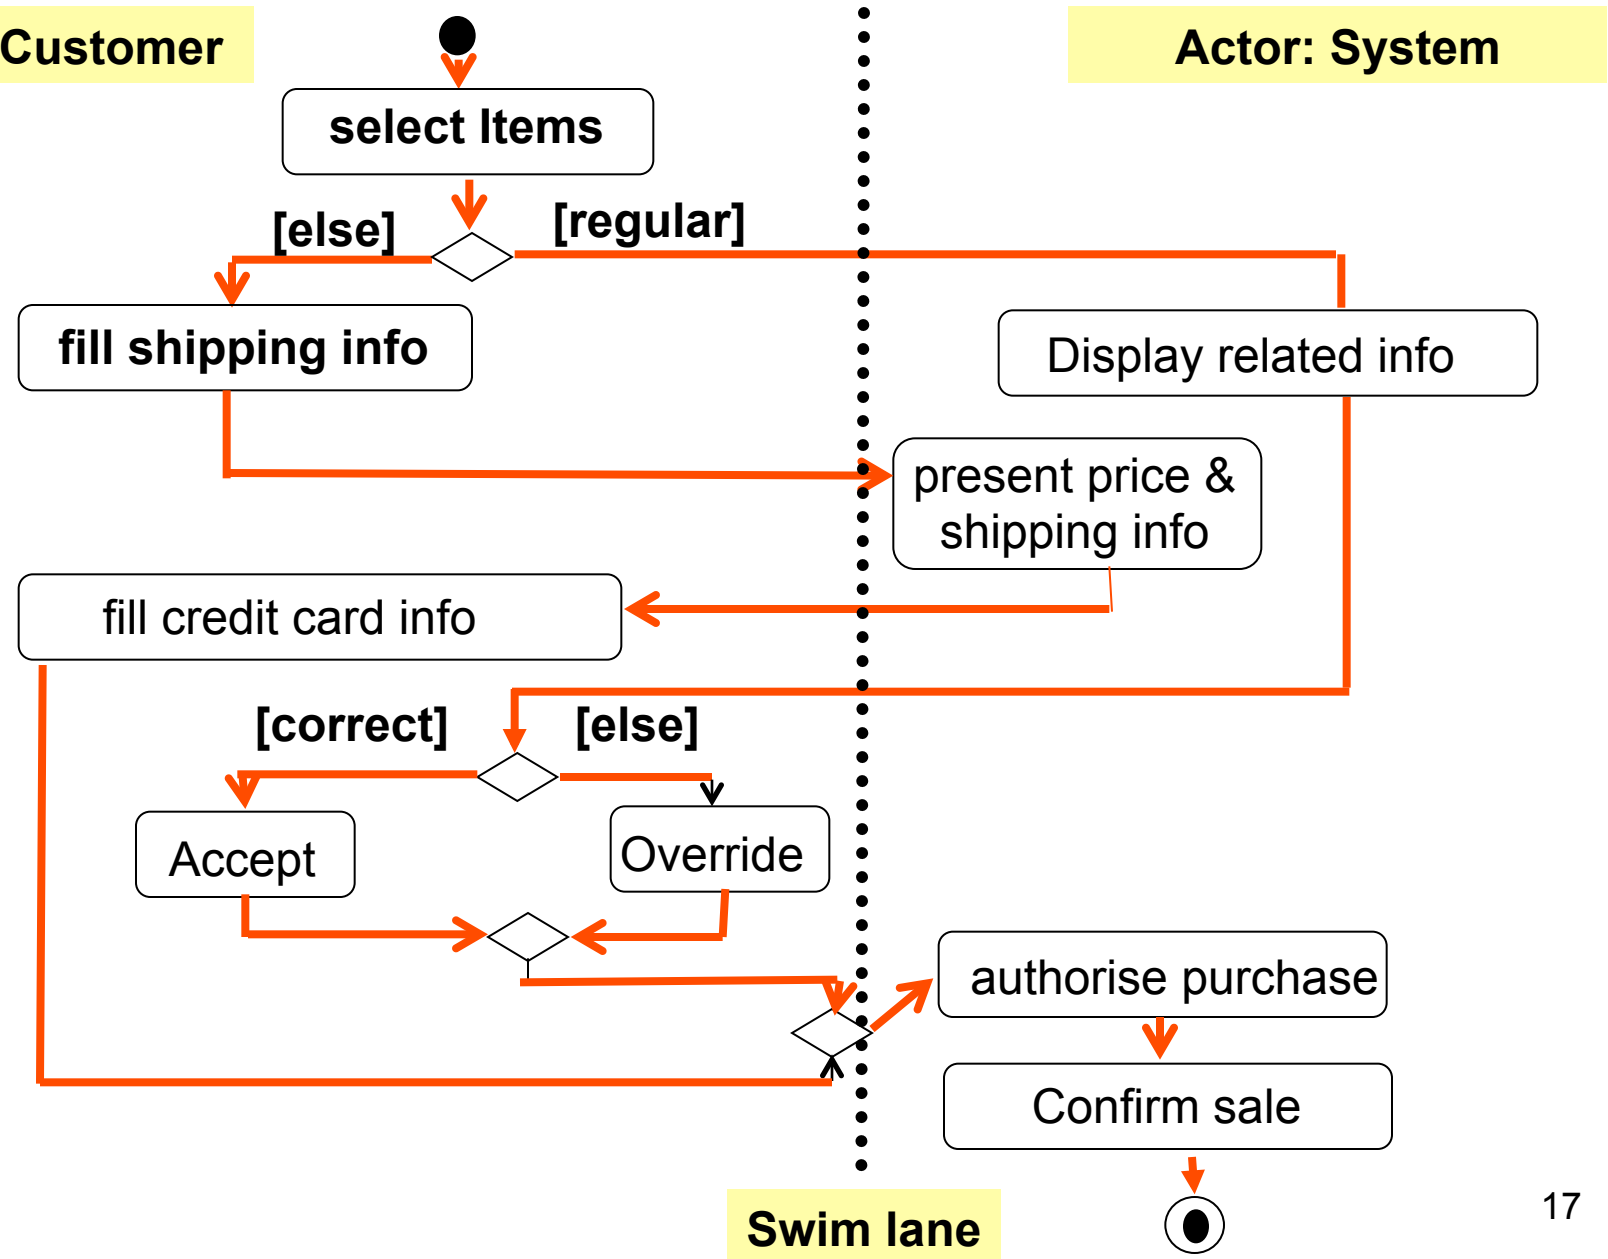 Customer
Actor: System
select Items
[else]
[regular]
fill shipping info
Display related info
present price &
shipping info
fill credit card info
[correct]
[else]
Accept
Override
authorise purchase
Confirm sale
Swim lane
17